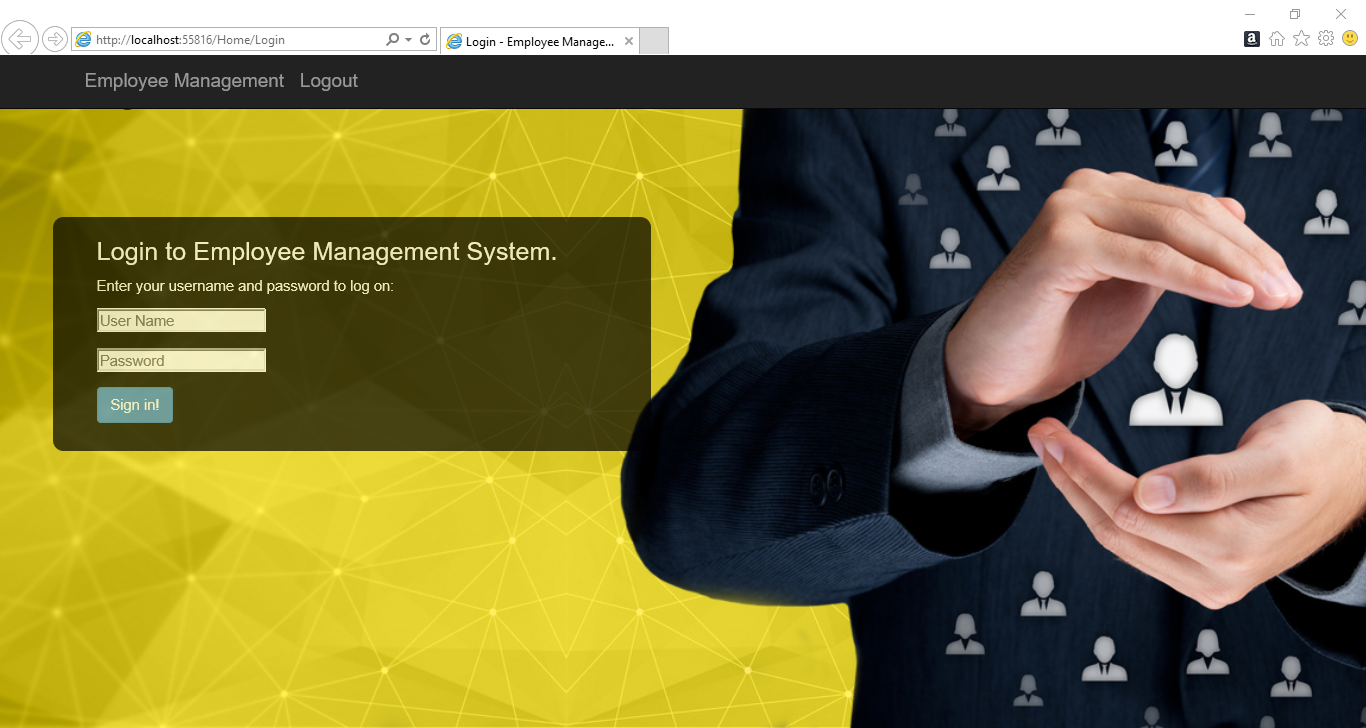 http://localhost:55816/Home/Login
Login - Employee Manage...
a
Employee Management Logout
Login to Employee Management System.
Enter your username and password to log on:
User Name
Password
Sign in!